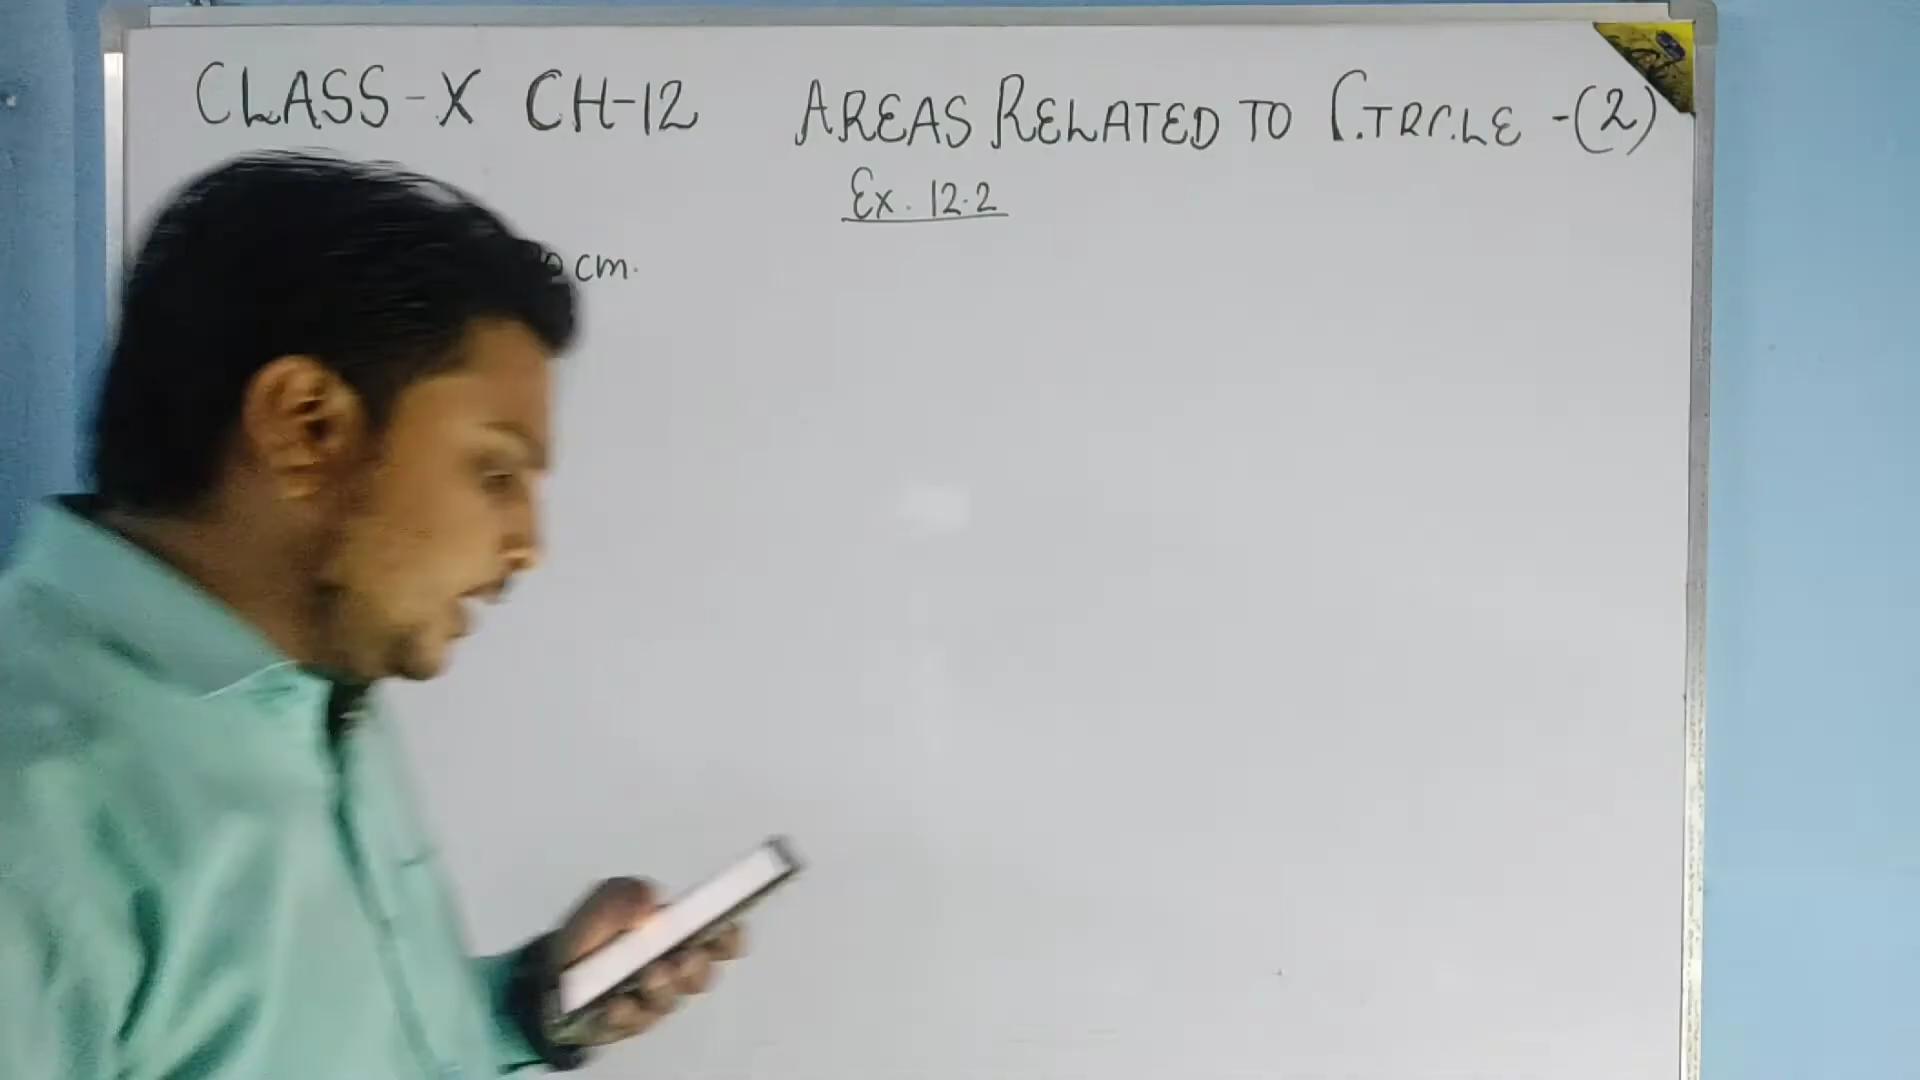 CLASS-X CH-12 AREAS RELATED TO CIRCLE -(2)
Ex. 12.2
cm.